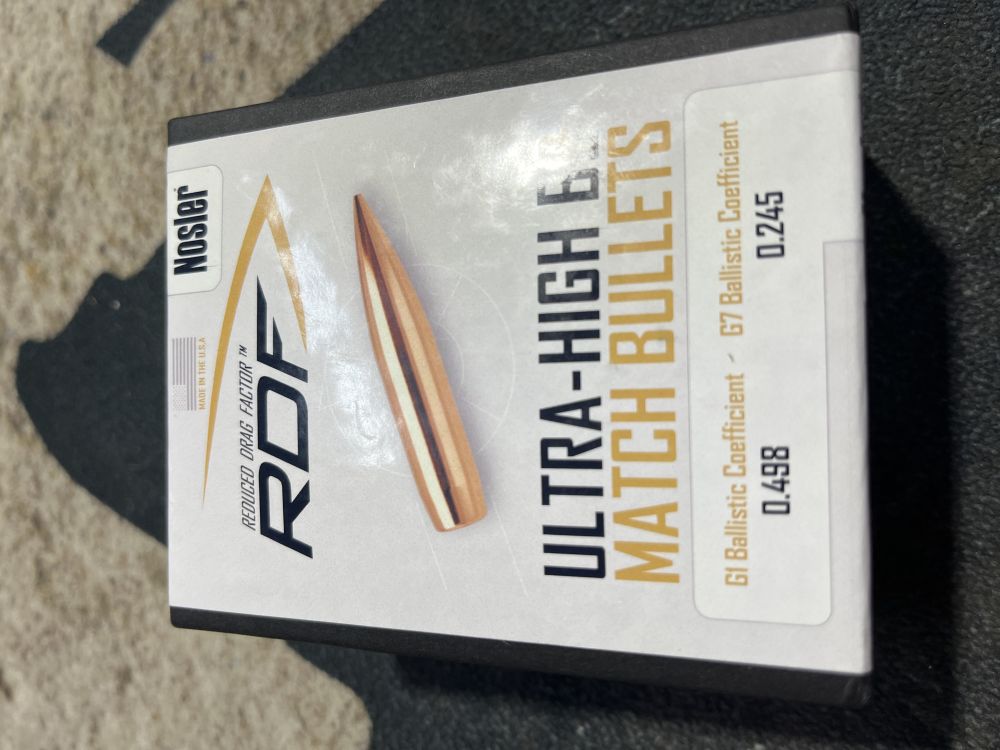 Nosler
MADE IN THE U.S.A
REDUCED DRAG FACTOR™
RDF
ULTRA-HIGH
MATCH BULLETS
G1 Ballistic Coefficient - G7 Ballistic Coefficient
0.498 0.245